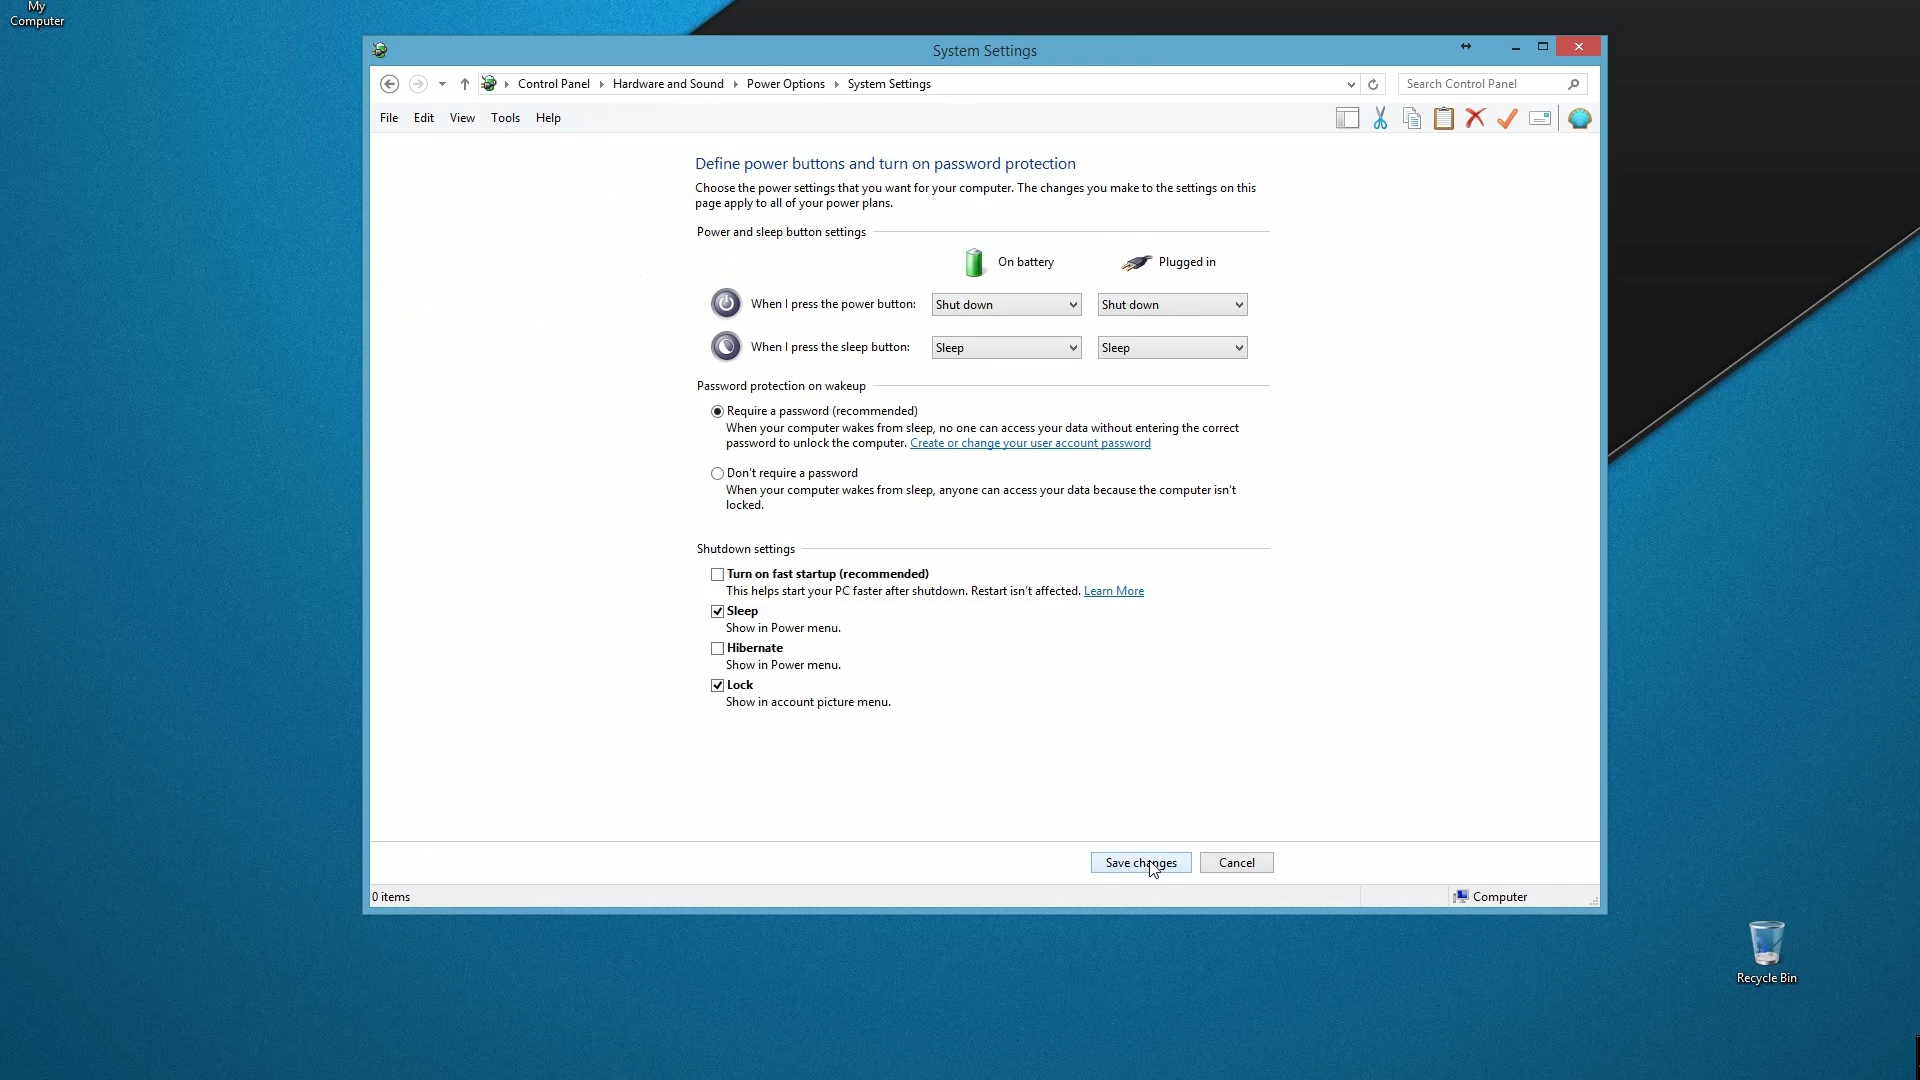 My
Computer
System Settings
Control Panel
Hardware and Sound
Power Options
System Settings
Search Control Panel
File
Edit
View
Tools
Help
Define power buttons and turn on password protection
Choose the power settings that you want for your computer. The changes you make to the settings on this
page apply to all of your power plans.
Power and sleep button settings
On battery
Plugged in
When I press the power button:
Shut down
Shut down
When I press the sleep button:
Sleep
Sleep
Password protection on wakeup
Require a password (recommended)
When your computer wakes from sleep, no one can access your data without entering the correct
password to unlock the computer. Create or change your user account password
Don't require a password
When your computer wakes from sleep, anyone can access your data because the computer isn't
locked.
Shutdown settings
Turn on fast startup (recommended)
This helps start your PC faster after shutdown. Restart isn't affected. Learn More
Sleep
Show in Power menu.
Hibernate
Show in Power menu.
Lock
Show in account picture menu.
Save changes
Cancel
0 items
Computer
Recycle Bin